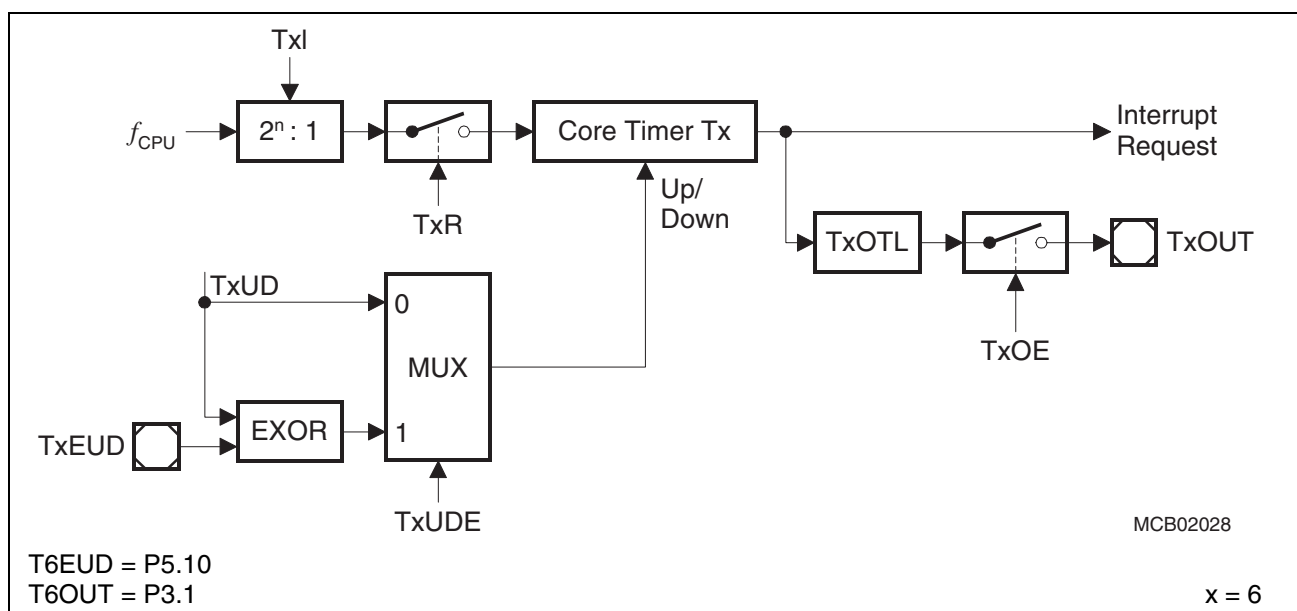 TxI
fCPU
2ⁿ : 1
Core Timer Tx
Interrupt
Request
TxR
Up/
Down
TxOTL
TxOUT
TxUD
0
MUX
TxOE
EXOR
1
TxEUD
TxUDE
MCB02028
T6EUD = P5.10
T6OUT = P3.1
x = 6